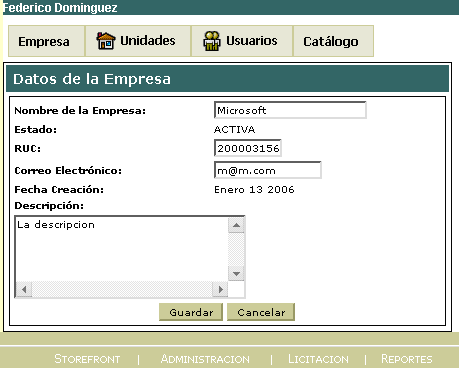 Federico Dominguez
Empresa Unidades Usuarios Catálogo
Datos de la Empresa
Nombre de la Empresa: Microsoft
Estado: ACTIVA
RUC: 200003156
Correo Electrónico: m@m.com
Fecha Creación: Enero 13 2006
Descripción:
La descripcion
Guardar Cancelar
STOREFRONT | ADMINISTRACION | LICITACION | REPORTES